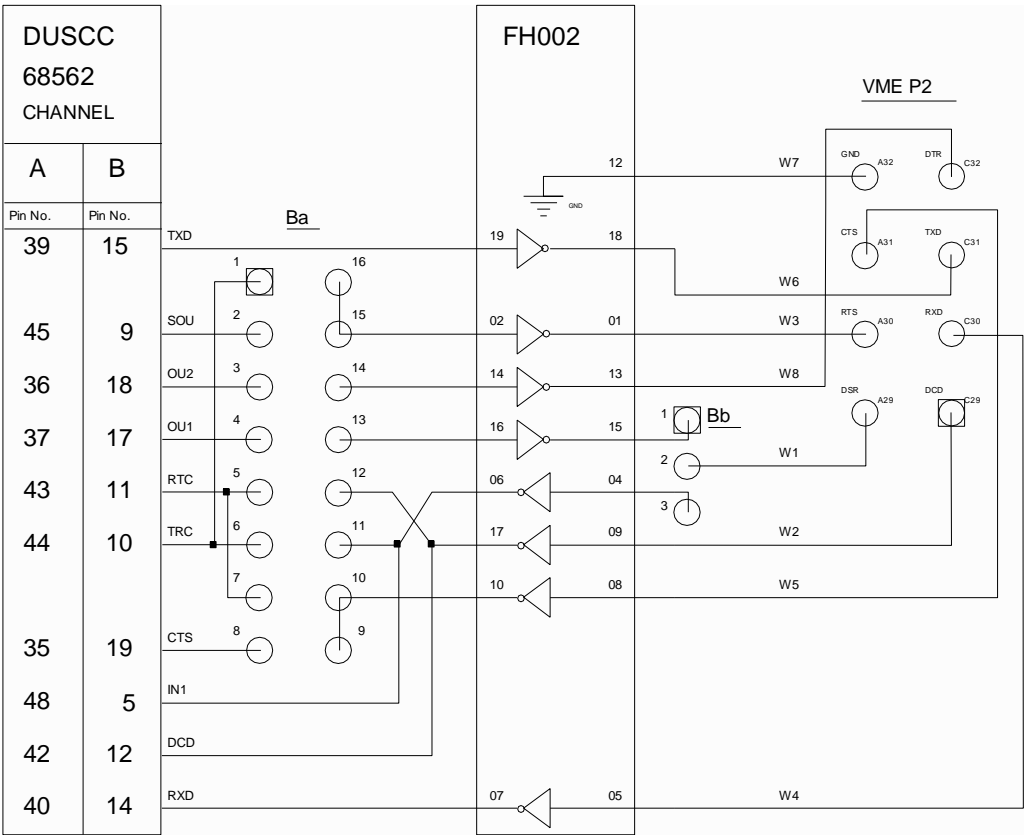 DUSCC
68562
CHANNEL
A B
Pin No. Pin No.
FH002
VME P2
Ba
12 W7 GND A32 DTR C32
GND
39 15 TXD 19 18 CTS A31 TXD C31
1 16
W6
45 9 SOU 2 15 02 01 W3 RTS A30 RXD C30
36 18 OU2 3 14 14 13 W8
DSR A29 DCD C29
37 17 OU1 4 13 16 15 1 Bb
2 W1
43 11 RTC 5 12 06 04
3
44 10 TRC 6 11 17 09 W2
7 10 10 08 W5
35 19 CTS 8 9
48 5 IN1
42 12 DCD
40 14 RXD 07 05 W4